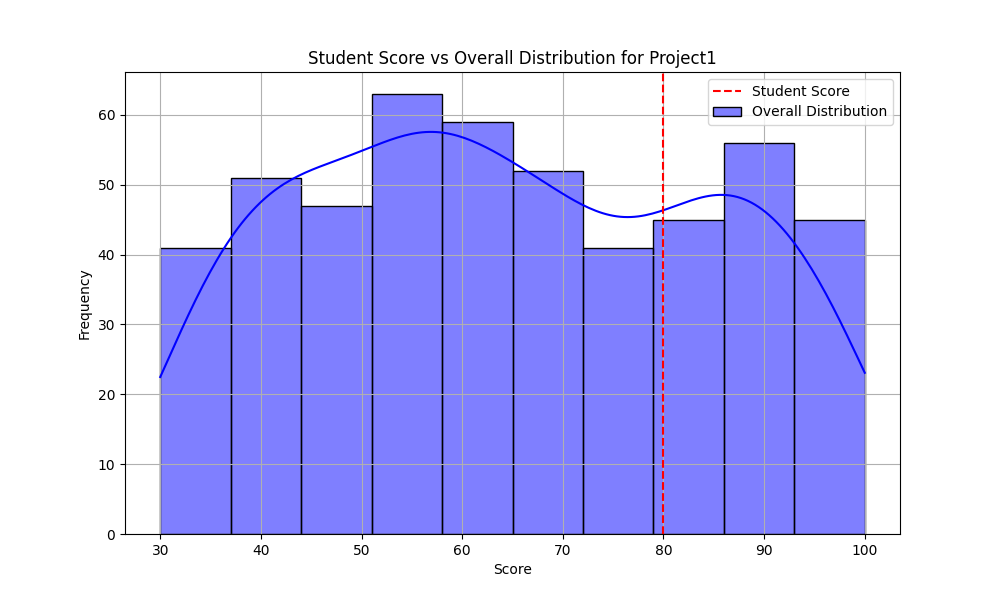 Student Score vs Overall Distribution for Project1
Student Score
Overall Distribution
Frequency
60
50
40
30
20
10
0
30 40 50 60 70 80 90 100
Score